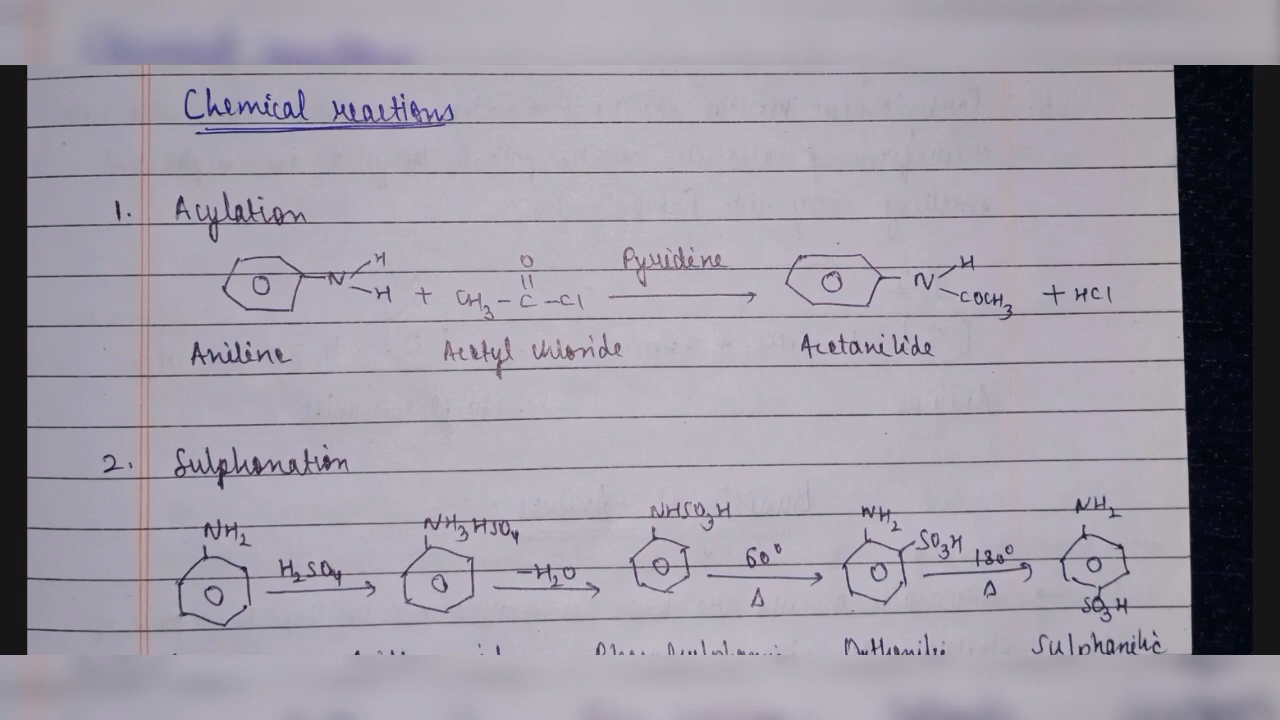 Chemical reactions
1. Acylation
N H H + CH3 - C - Cl O Pyridine N H COCH3 + HCl
Aniline Acetyl chloride Acetanilide
2. Sulphonation
NH2 H2SO4 NH3HSO4 -H2O NHSO3H 60° Δ NH2 SO3H 180° Δ NH2 SO3H
Sulphanilic